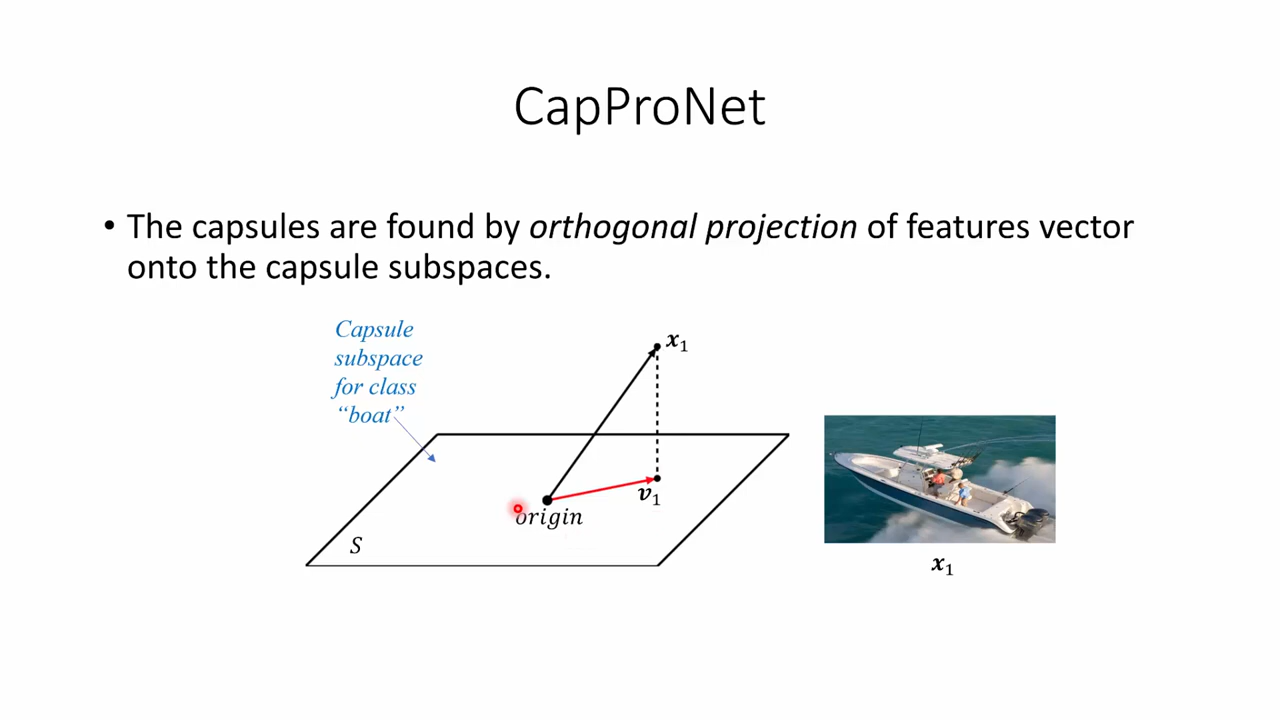 CapProNet
• The capsules are found by orthogonal projection of features vector
onto the capsule subspaces.
Capsule
subspace
for class
“boat”
x₁
v₁
origin
S
x₁